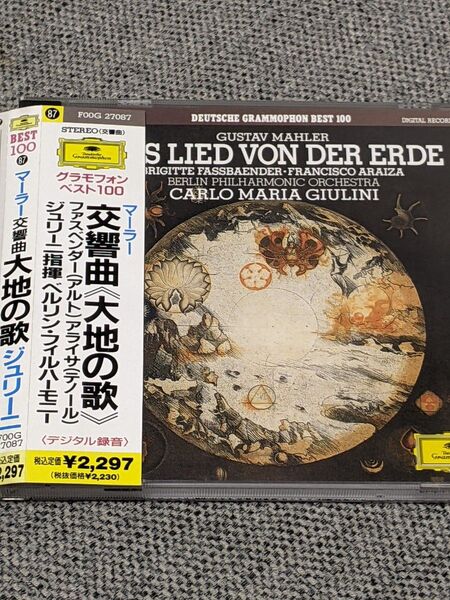 BEST
100
87
マーラー
交響曲
大地の歌
ジュリーニ
F00G
27087
2,297
87
F00G 27087
STEREO(交響曲)
Deutsche
Grammophon
グラモフォン
ベスト100
マーラー
交響曲《大地の歌》
ファスベンダー(アルト)アライサ(テノール)
ジュリーニ指揮 ベルリン・フィルハーモニー
〈デジタル録音〉
税込定価¥2,297
(税抜価格¥2,230)
DEUTSCHE GRAMMOPHON BEST 100
DIGITAL RECOR
GUSTAV MAHLER
S LIED VON DER ERDE
BRIGITTE FASSBAENDER·FRANCISCO ARAIZA
BERLIN PHILHARMONIC ORCHESTRA
CARLO MARIA GIULINI